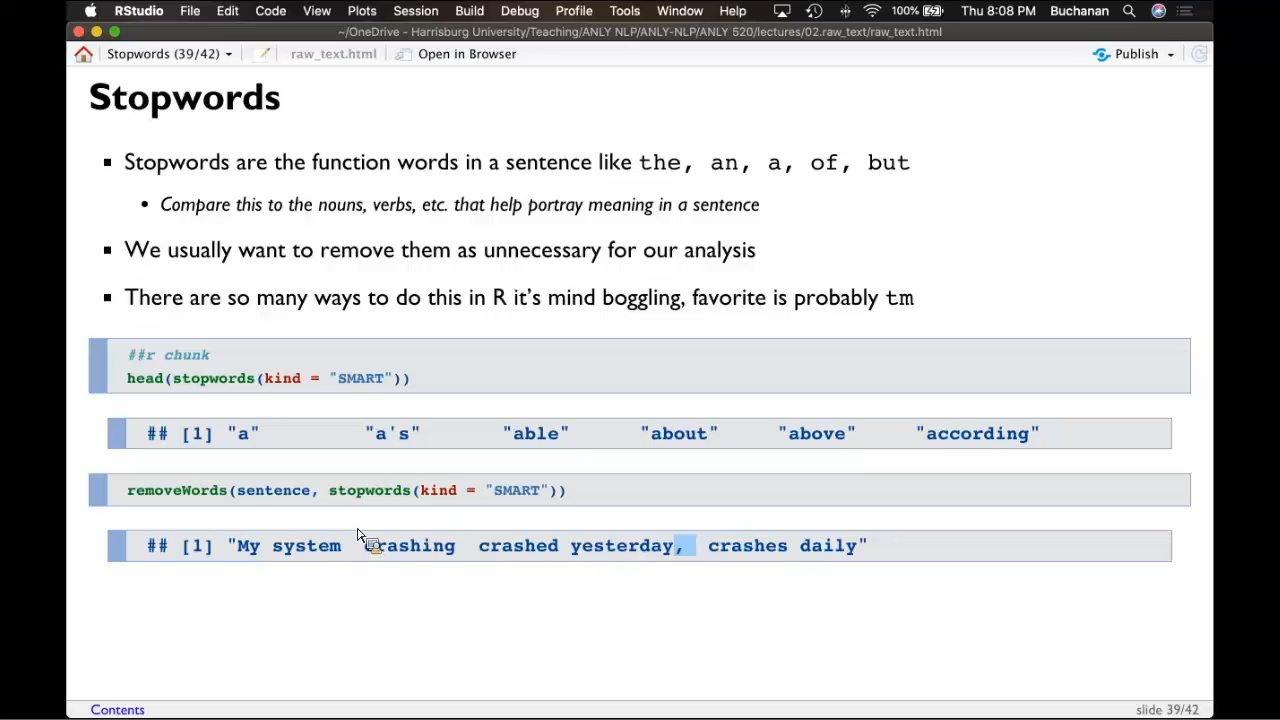 RStudio File Edit Code View Plots Session Build Debug Profile Tools Window Help 100% Thu 8:08 PM Buchanan
~/OneDrive - Harrisburg University/Teaching/ANLY NLP/ANLY-NLP/ANLY 520/lectures/02.raw_text/raw_text.html
Stopwords (39/42) raw_text.html Open in Browser Publish
Stopwords
Stopwords are the function words in a sentence like the, an, a, of, but
Compare this to the nouns, verbs, etc. that help portray meaning in a sentence
We usually want to remove them as unnecessary for our analysis
There are so many ways to do this in R it's mind boggling, favorite is probably tm
##r chunk
head(stopwords(kind = "SMART"))
## [1] "a" "a's" "able" "about" "above" "according"
removeWords(sentence, stopwords(kind = "SMART"))
## [1] "My system crashing crashed yesterday, crashes daily"
Contents slide 39/42